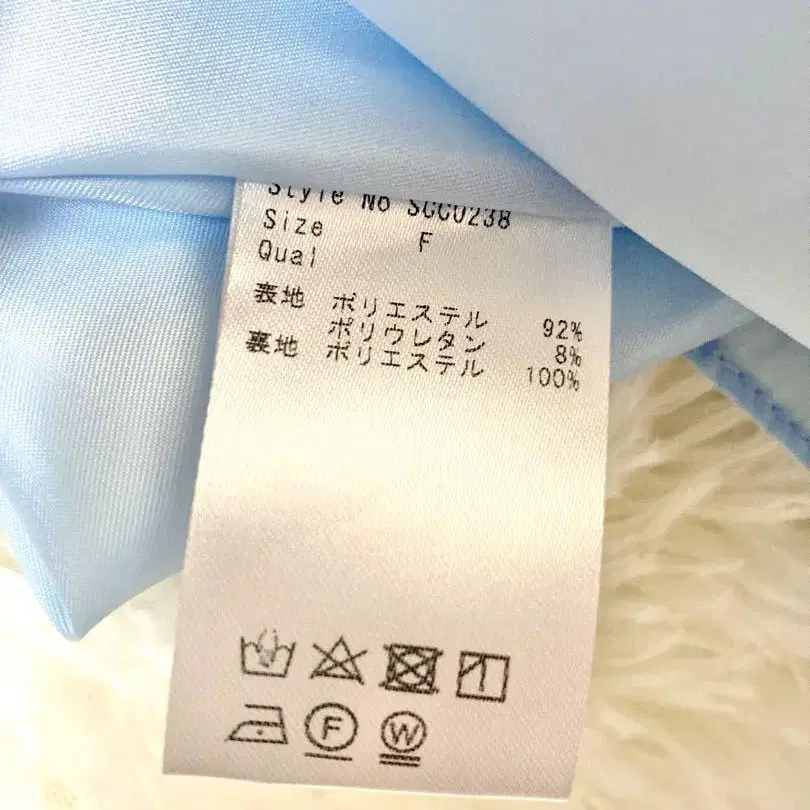 Style No SCC0238
Size F
Qual
表地 ポリエステル 92%
ポリウレタン 8%
裏地 ポリエステル 100%
F W